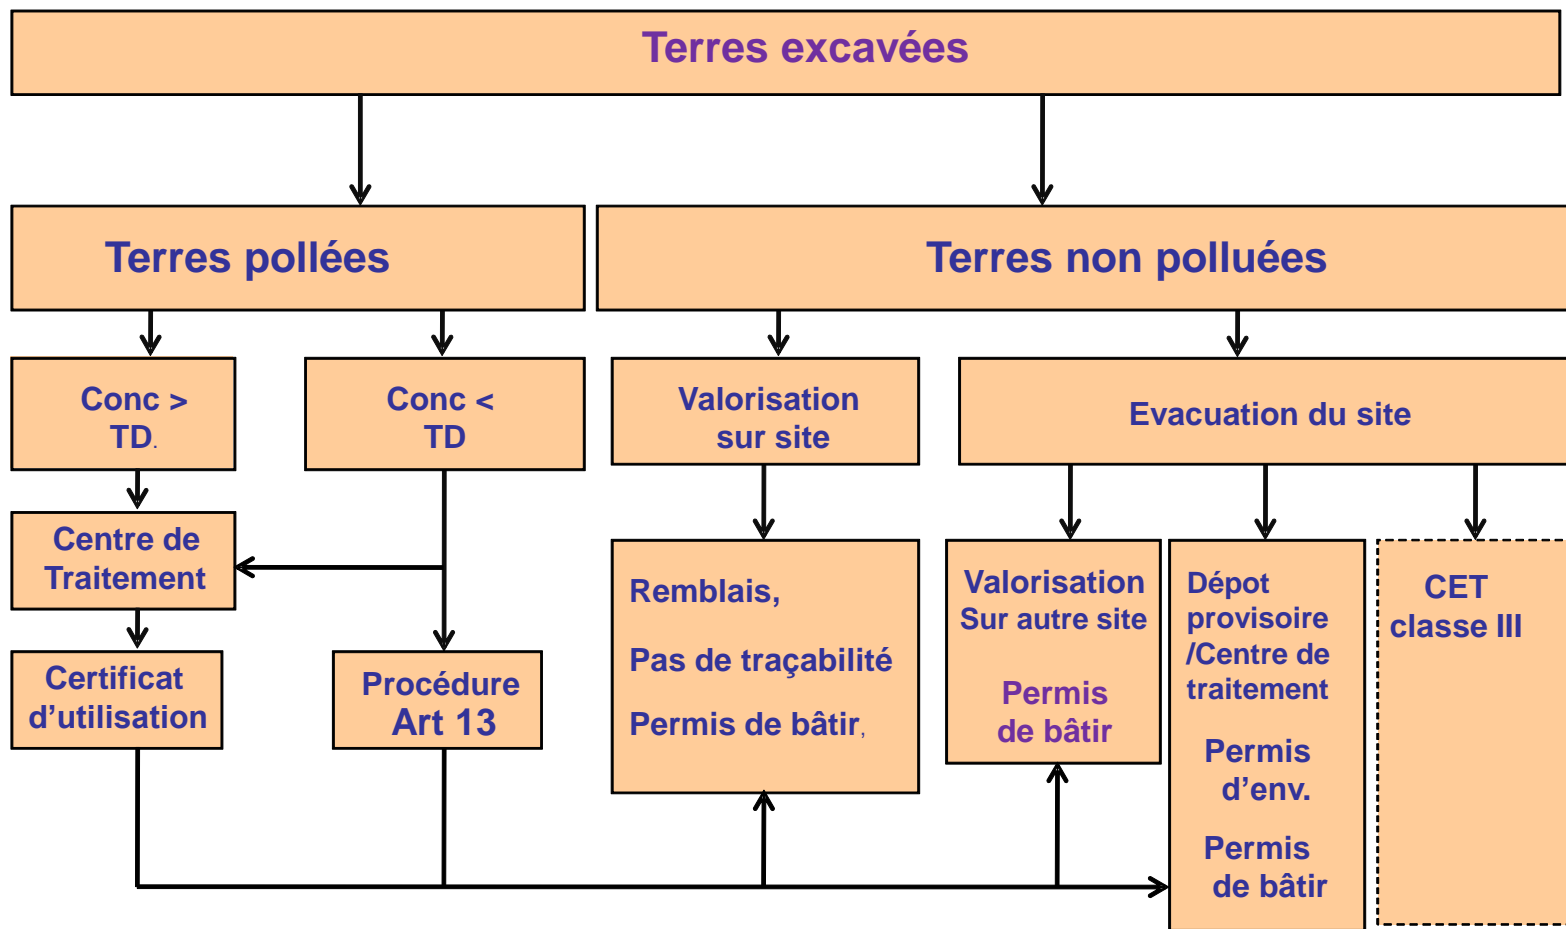 Terres excavées
Terres pollées
Terres non polluées
Conc >
TD.
Conc <
TD
Valorisation
sur site
Evacuation du site
Centre de
Traitement
Certificat
d’utilisation
Procédure
Art 13
Remblais,
Pas de traçabilité
Permis de bâtir,
Valorisation
Sur autre site
Permis
de bâtir
Dépot
provisoire
/Centre de
traitement
Permis
d’env.
Permis
de bâtir
CET
classe III